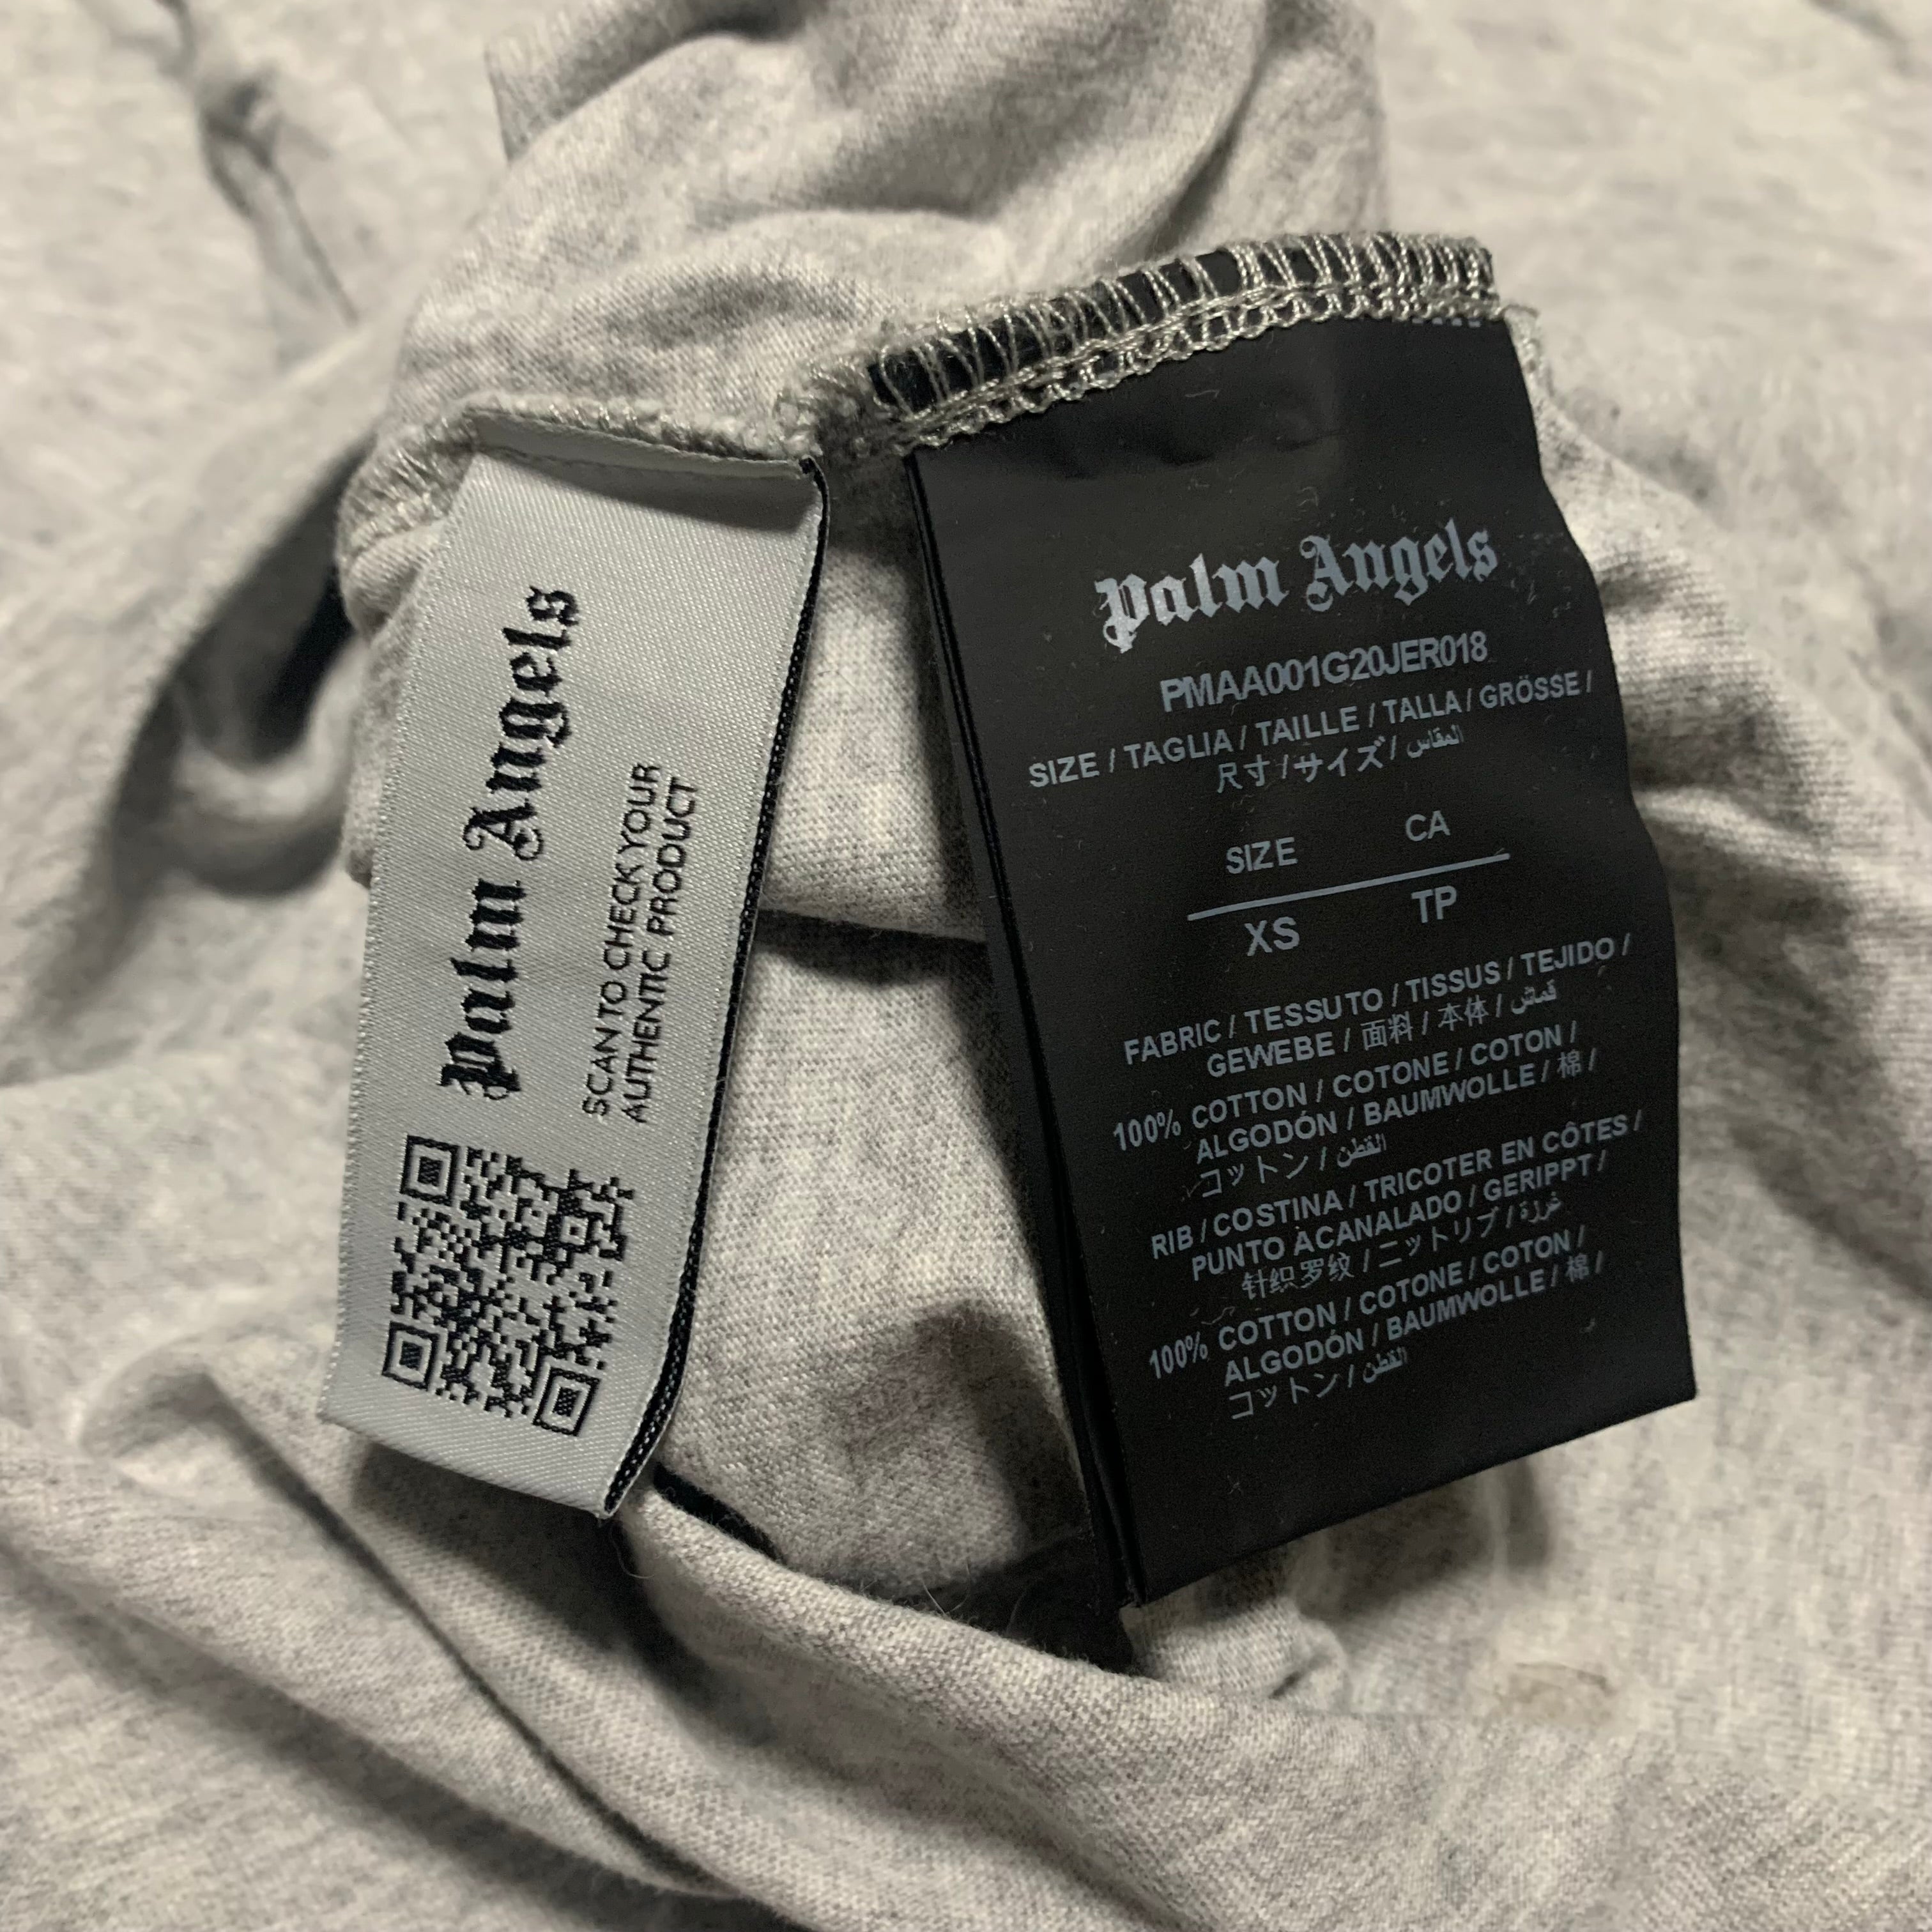 Palm Angels
SCAN TO CHECK YOUR
AUTHENTIC PRODUCT
Palm Angels
PMAA001G20JER018
SIZE / TAGLIA / TAILLE / TALLA / GRÖSSE /
尺寸 / サイズ / المقاس
SIZE CA
XS TP
FABRIC / TESSUTO / TISSUS / TEJIDO /
GEWEBE / 面料 / 本体 / قماش
100% COTTON / COTONE / COTON /
ALGODÓN / BAUMWOLLE / 棉 /
コットン / القطن
RIB / COSTINA / TRICOTER EN CÔTES /
PUNTO ACANALADO / GERIPPT /
针织罗纹 / ニットリブ / غرزة
100% COTTON / COTONE / COTON /
ALGODÓN / BAUMWOLLE / 棉 /
コットン / القطن